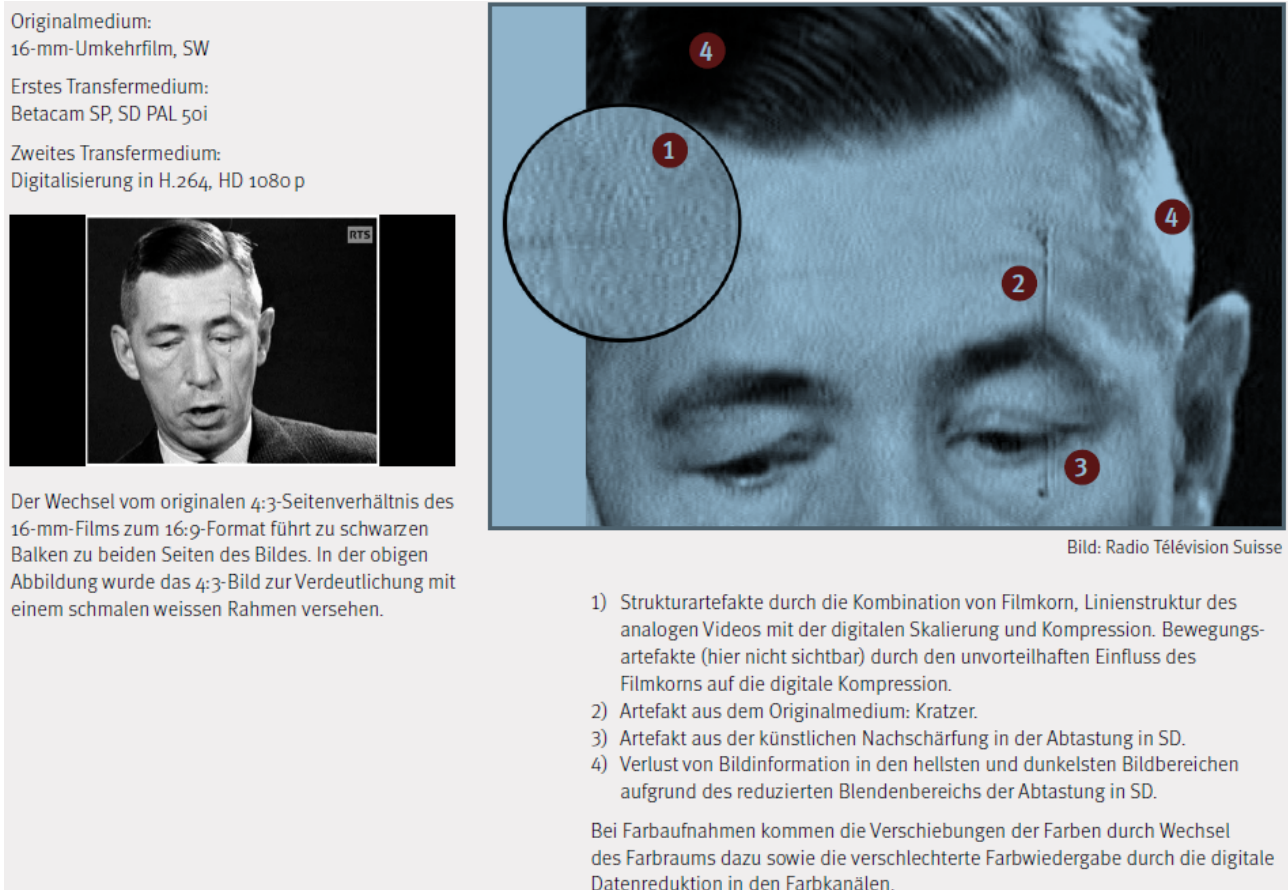 Originalmedium:
16-mm-Umkehrfilm, SW
Erstes Transfermedium:
Betacam SP, SD PAL 50i
Zweites Transfermedium:
Digitalisierung in H.264, HD 1080 p
RTS
Der Wechsel vom originalen 4:3-Seitenverhältnis des
16-mm-Films zum 16:9-Format führt zu schwarzen
Balken zu beiden Seiten des Bildes. In der obigen
Abbildung wurde das 4:3-Bild zur Verdeutlichung mit
einem schmalen weissen Rahmen versehen.
4
1
4
2
3
Bild: Radio Télévision Suisse
1) Strukturartefakte durch die Kombination von Filmkorn, Linienstruktur des
analogen Videos mit der digitalen Skalierung und Kompression. Bewegungs-
artefakte (hier nicht sichtbar) durch den unvorteilhaften Einfluss des
Filmkorns auf die digitale Kompression.
2) Artefakt aus dem Originalmedium: Kratzer.
3) Artefakt aus der künstlichen Nachschärfung in der Abtastung in SD.
4) Verlust von Bildinformation in den hellsten und dunkelsten Bildbereichen
aufgrund des reduzierten Blendenbereichs der Abtastung in SD.
Bei Farbaufnahmen kommen die Verschiebungen der Farben durch Wechsel
des Farbraums dazu sowie die verschlechterte Farbwiedergabe durch die digitale
Datenreduktion in den Farbkanälen.